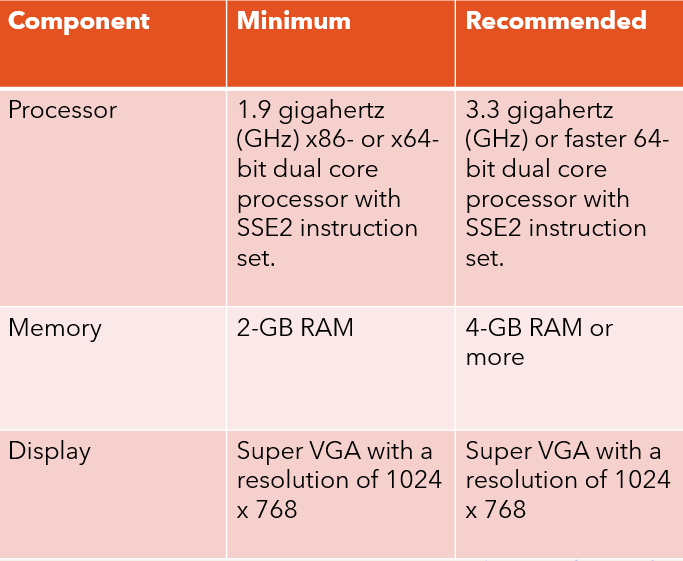 Component Minimum Recommended
Processor
1.9 gigahertz
(GHz) x86- or x64-
bit dual core
processor with
SSE2 instruction
set.
3.3 gigahertz
(GHz) or faster 64-
bit dual core
processor with
SSE2 instruction
set.
Memory
2-GB RAM
4-GB RAM or
more
Display
Super VGA with a
resolution of 1024
x 768
Super VGA with a
resolution of 1024
x 768